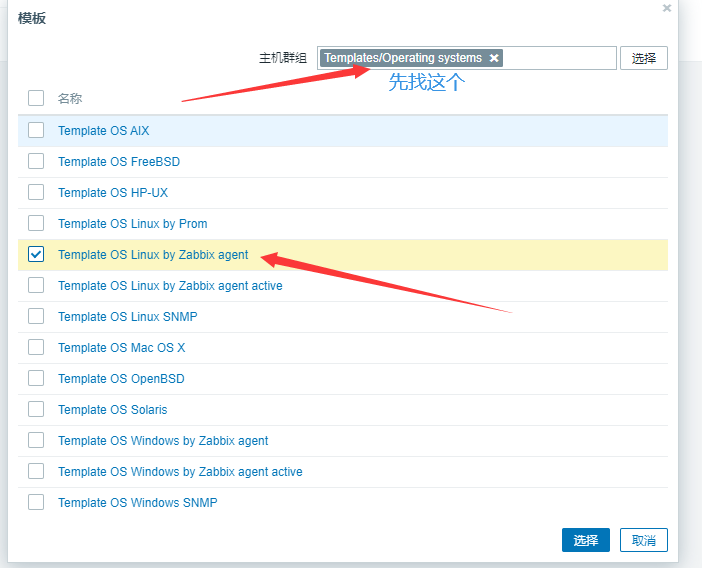 模板
主机群组 Templates/Operating systems 选择
先找这个
名称
Template OS AIX
Template OS FreeBSD
Template OS HP-UX
Template OS Linux by Prom
Template OS Linux by Zabbix agent
Template OS Linux by Zabbix agent active
Template OS Linux SNMP
Template OS Mac OS X
Template OS OpenBSD
Template OS Solaris
Template OS Windows by Zabbix agent
Template OS Windows by Zabbix agent active
Template OS Windows SNMP
选择 取消